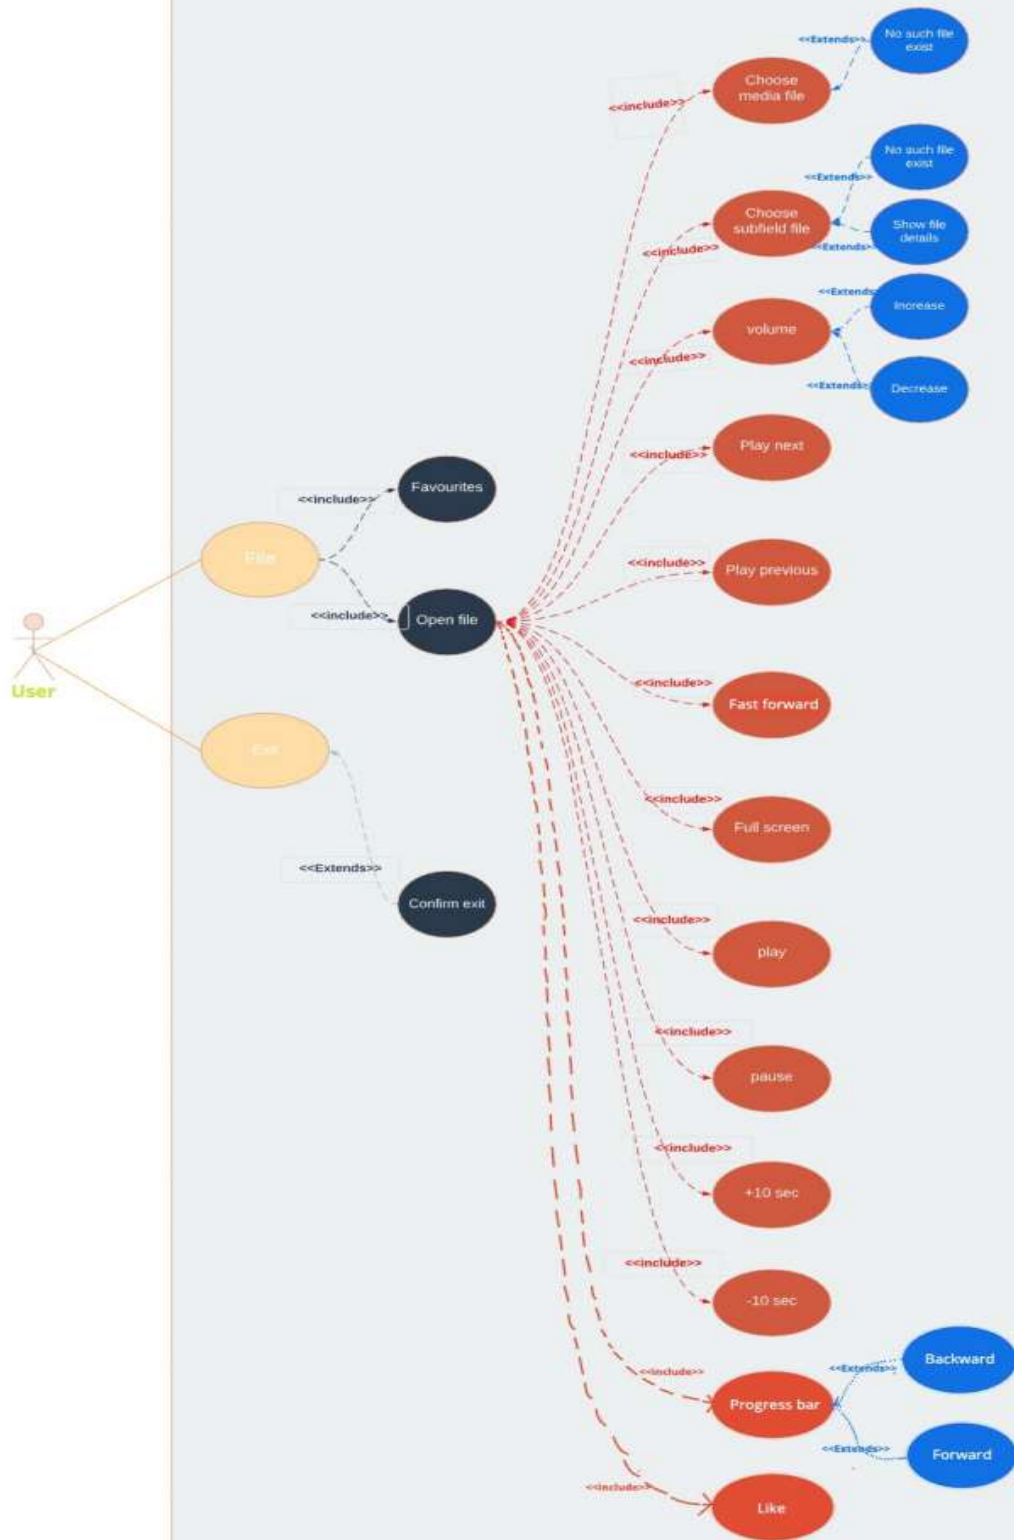 No such file
exist
<<Extends>>
Choose
media file
<<include>>
No such file
exist
<<Extends>>
Choose
subfield file
Show file
details
<<Extends>>
<<include>>
<<Extends>>
Increase
volume
<<include>>
<<Extends>>
Decrease
Play next
<<include>>
Favourites
<<include>>
File
<<include>>
Play previous
<<include>>
Open file
User
<<include>>
Fast forward
Exit
<<include>>
Full screen
<<Extends>>
Confirm exit
<<include>>
play
<<include>>
pause
<<include>>
+10 sec
<<include>>
-10 sec
Backward
<<Extends>>
<<include>>
Progress bar
<<Extends>>
Forward
<<include>>
Like